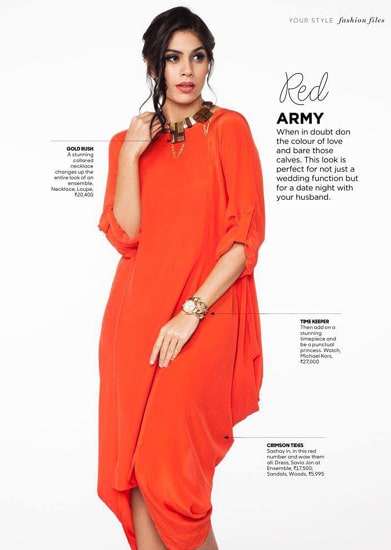 YOUR STYLE fashion files
Red
ARMY
When in doubt don
the colour of love
and bare those
calves. This look is
perfect for not just a
wedding function but
for a date night with
your husband.
GOLD RUSH
A stunning
collared
necklace
changes up the
entire look of an
ensemble.
Necklace, Loupe,
₹20,400
TIME KEEPER
Then add on a
stunning
timepiece and
be a punctual
princess. Watch,
Michael Kors,
₹27,000
CRIMSON TIDES
Sashay in, in this red
number and wow them
all. Dress, Savio Jon at
Ensemble, ₹17,500;
Sandals, Woods, ₹5,995